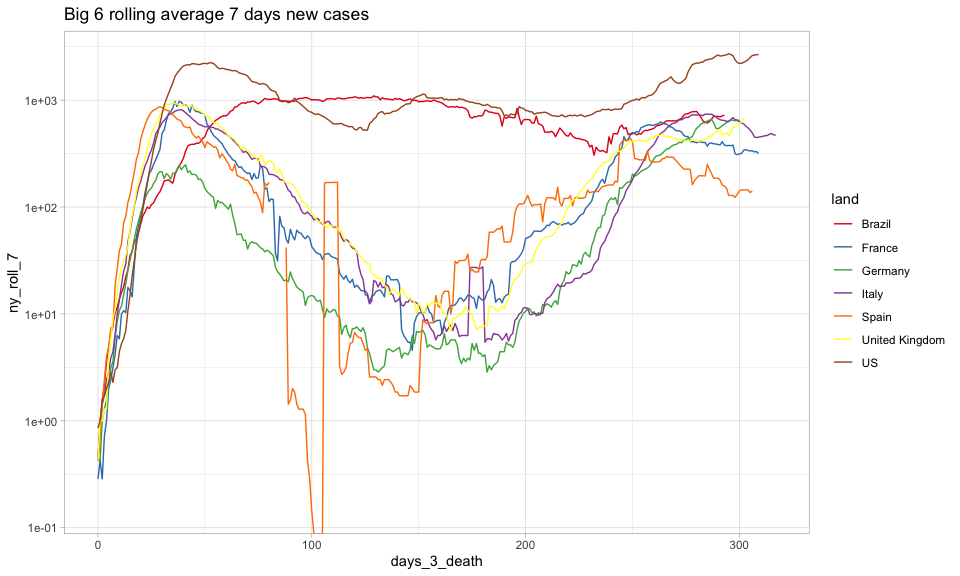 Big 6 rolling average 7 days new cases
ny_roll_7
1e+03
1e+02
1e+01
1e+00
1e-01
0
100
200
300
days_3_death
land
Brazil
France
Germany
Italy
Spain
United Kingdom
US